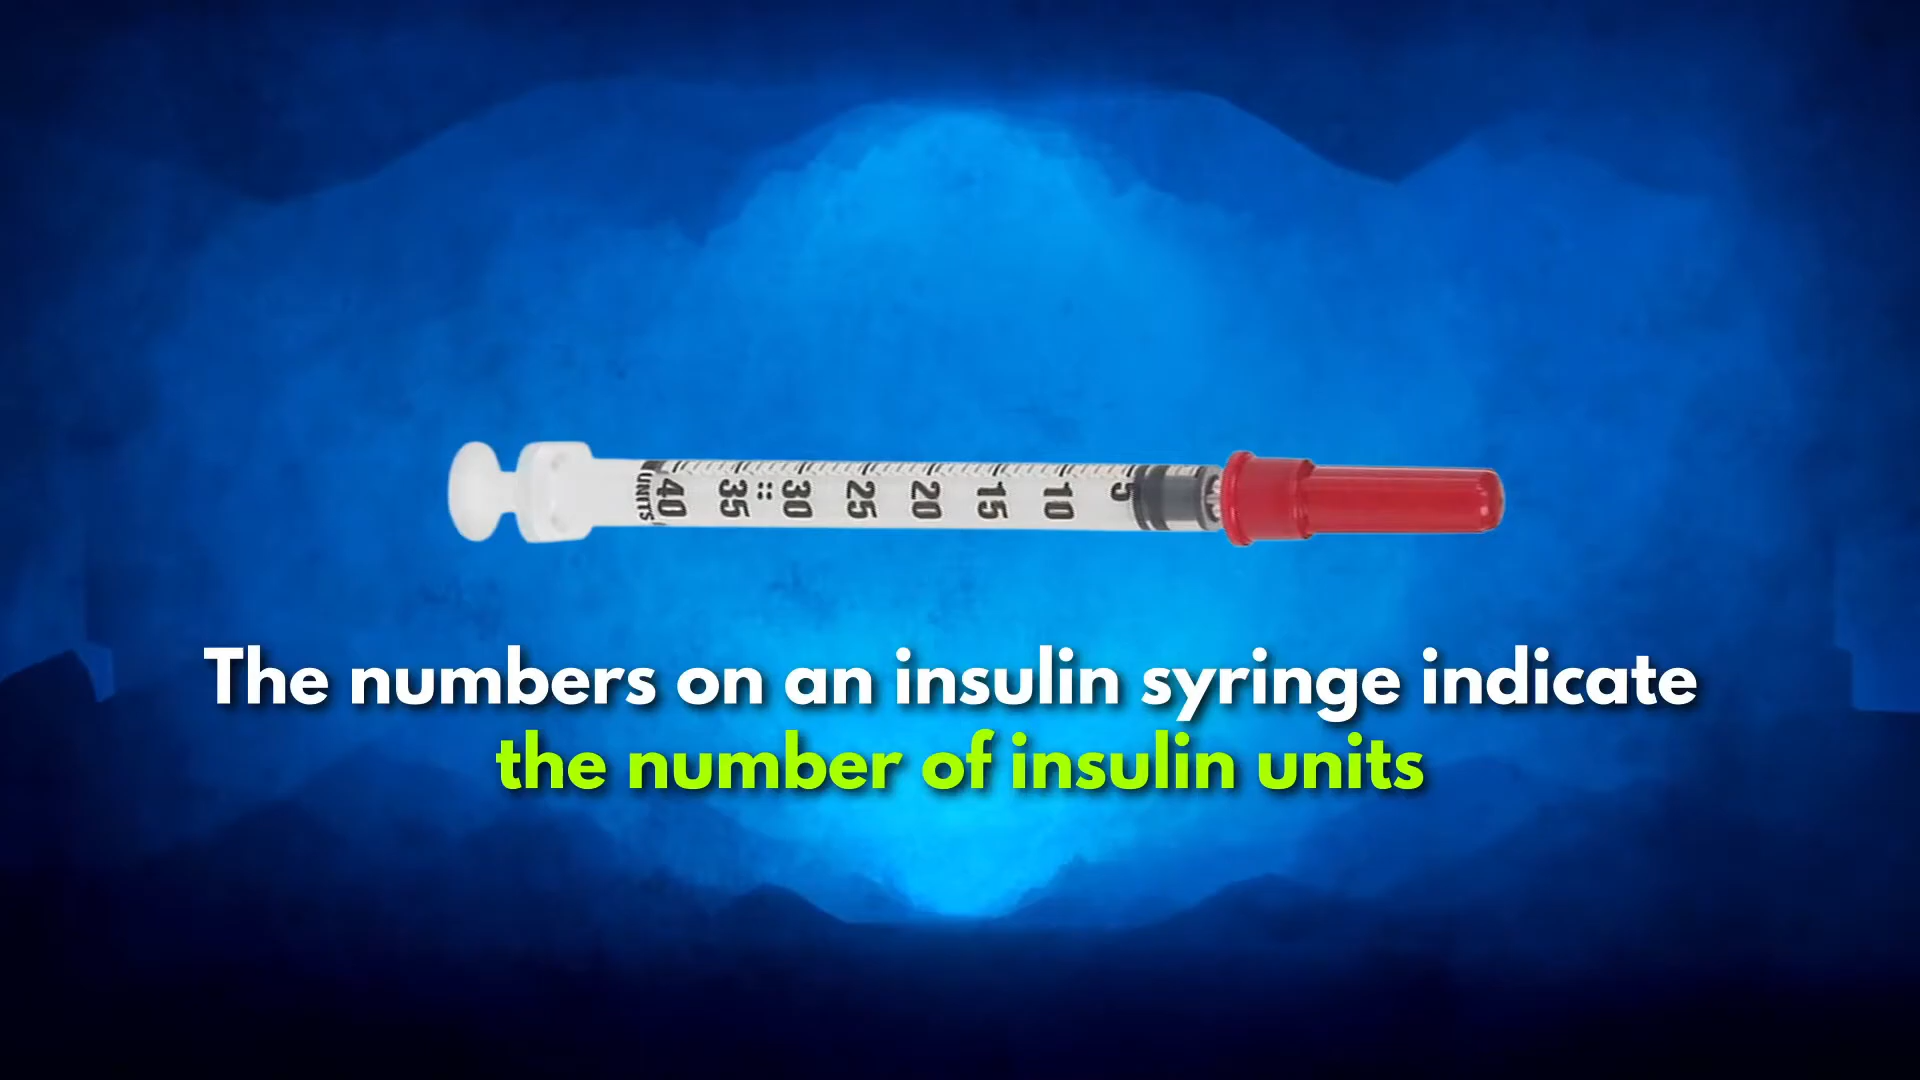 UNITS 40 35 30 25 20 15 10 5
The numbers on an insulin syringe indicate
the number of insulin units